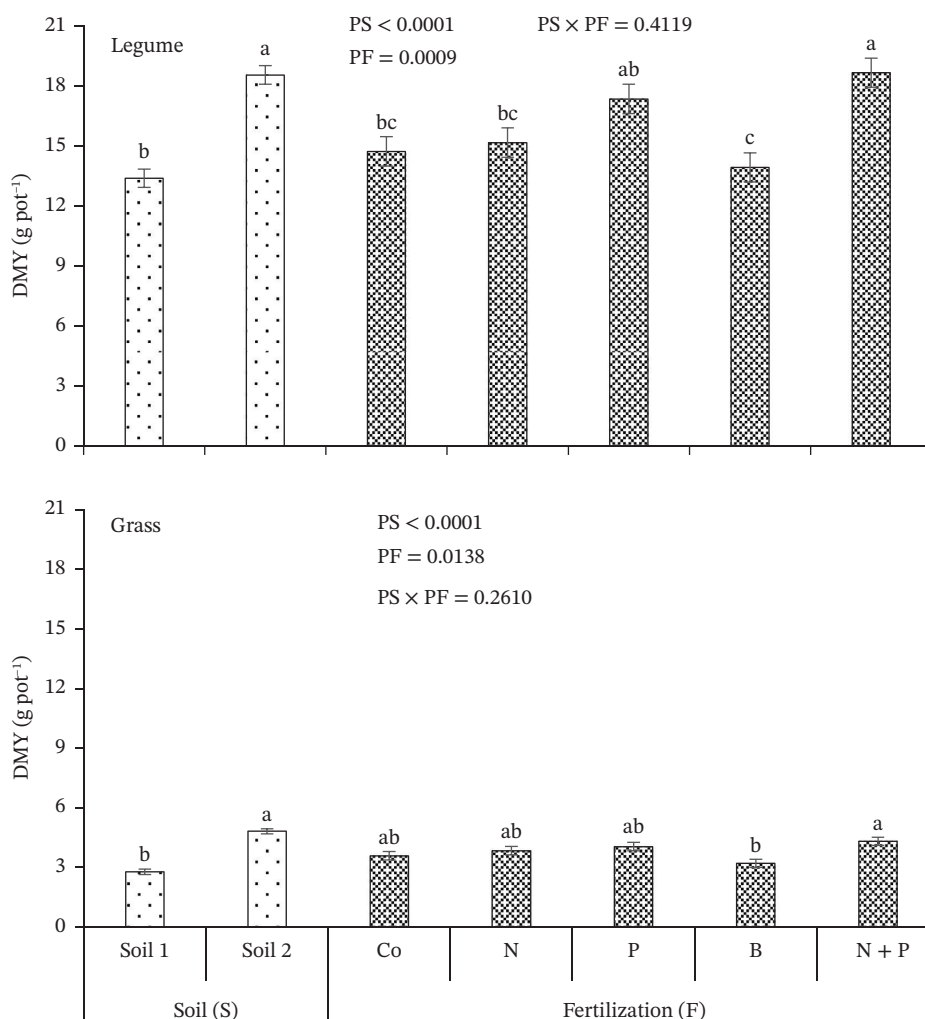 Legume
PS < 0.0001
PS × PF = 0.4119
PF = 0.0009
DMY (g pot⁻¹)
21
18
15
12
9
6
3
0
b
a
bc
bc
ab
c
a
Grass
PS < 0.0001
PF = 0.0138
PS × PF = 0.2610
DMY (g pot⁻¹)
21
18
15
12
9
6
3
0
b
a
ab
ab
ab
b
a
Soil 1 Soil 2 Co N P B N + P
Soil (S) Fertilization (F)